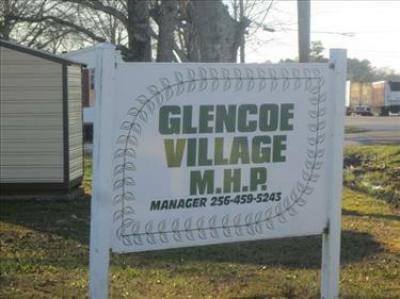 GLENCOE
VILLAGE
M.H.P.
MANAGER 256-459-5243